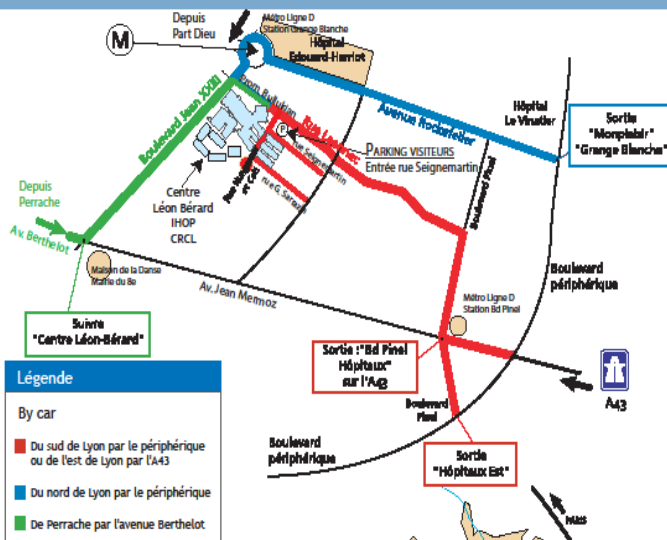 Depuis
Part Dieu
M
Métro Ligne D
Station Grange Blanche
Hôpital
Edouard-Herriot
Boulevard Jean XXIII
Avenue Rockefeller
Hôpital
Le Vinatier
Sortie
"Monplaisir"
"Grange Blanche"
Rue Laennec
P
PARKING VISITEURS
Entrée rue Seignemartin
rue Seignemartin
rue G. Sarazin
Boulevard Pinel
Centre
Léon Bérard
IHOP
CRCL
Depuis
Perrache
Av. Berthelot
Maison de la Danse
Mairie du 8e
Av. Jean Mermoz
Boulevard
périphérique
Métro Ligne D
Station Bd Pinel
Suivre
"Centre Léon-Bérard"
Sortie :"Bd Pinel
Hôpitaux"
sur l'A43
A43
Boulevard
Pinel
Boulevard
périphérique
Sortie
"Hôpitaux Est"
Légende
By car
Du sud de Lyon par le périphérique
ou de l'est de Lyon par l'A43
Du nord de Lyon par le périphérique
De Perrache par l'avenue Berthelot